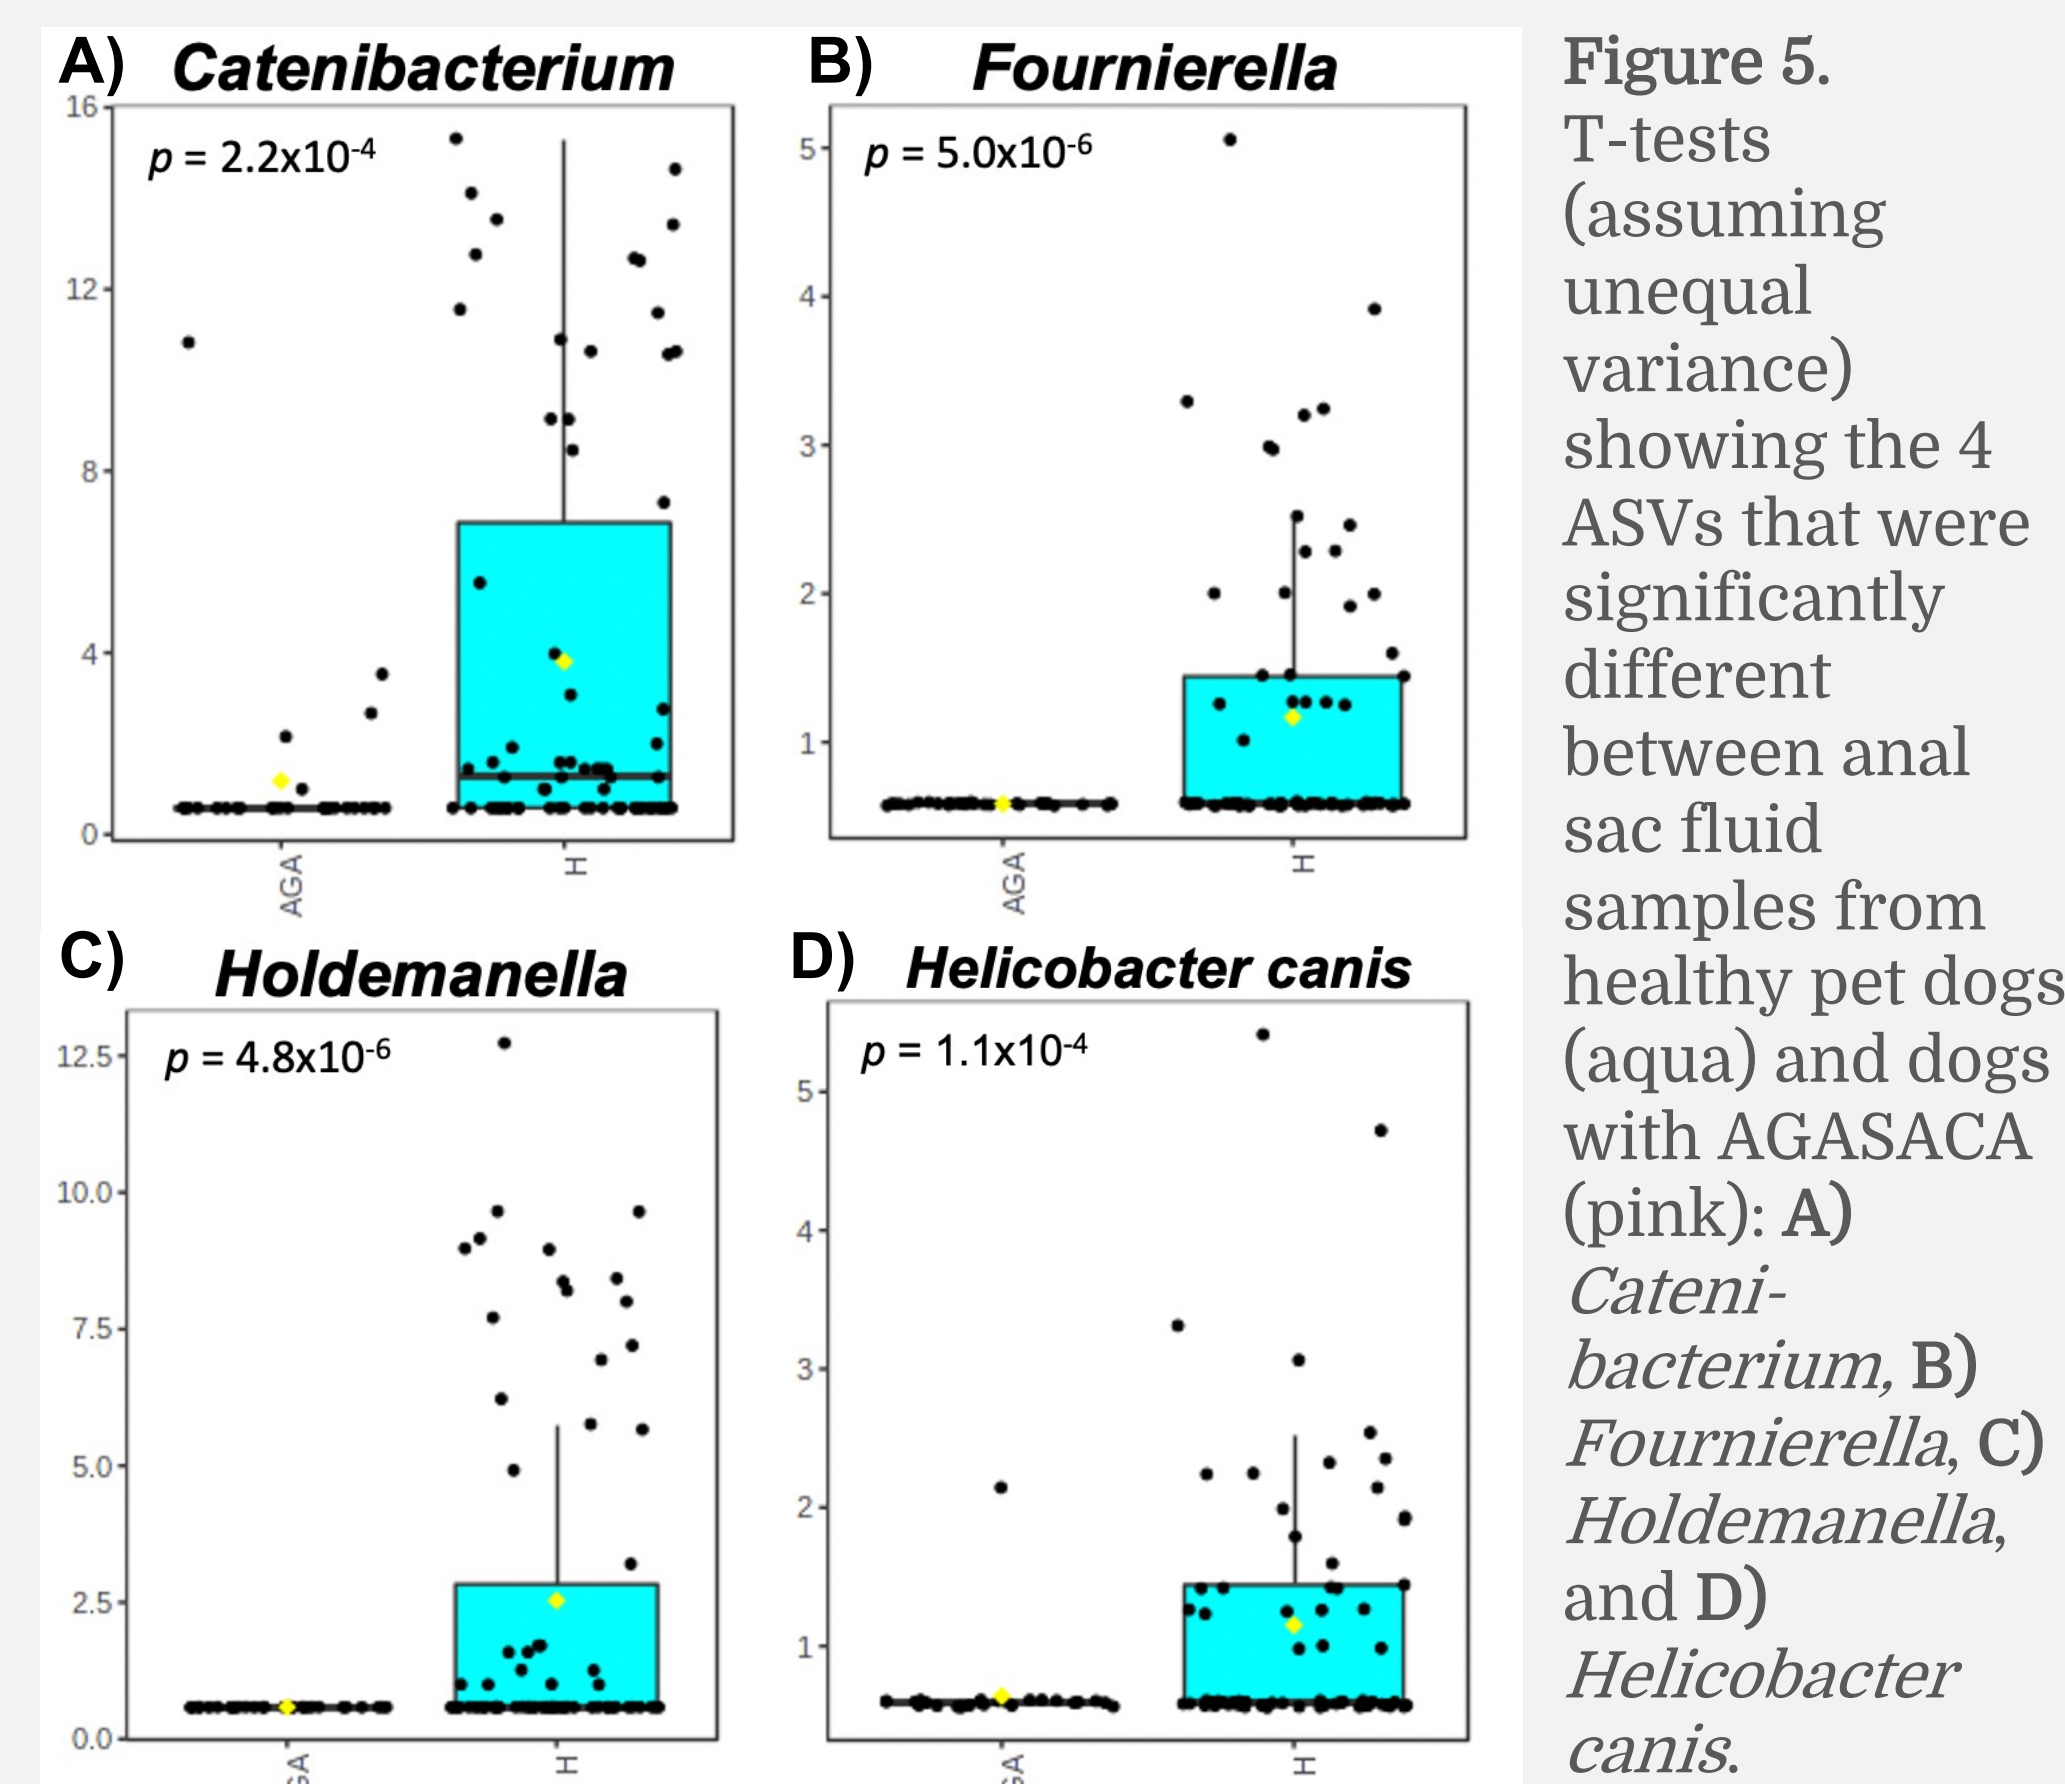 A) Catenibacterium
p = 2.2x10-4
16
12
8
4
0
AGA
H
B) Fournierella
p = 5.0x10-6
5
4
3
2
1
AGA
H
C) Holdemanella
p = 4.8x10-6
12.5
10.0
7.5
5.0
2.5
0.0
GA
H
D) Helicobacter canis
p = 1.1x10-4
5
4
3
2
1
GA
H
Figure 5.
T-tests
(assuming
unequal
variance)
showing the 4
ASVs that were
significantly
different
between anal
sac fluid
samples from
healthy pet dogs
(aqua) and dogs
with AGASACA
(pink): A)
Cateni-
bacterium, B)
Fournierella, C)
Holdemanella,
and D)
Helicobacter
canis.